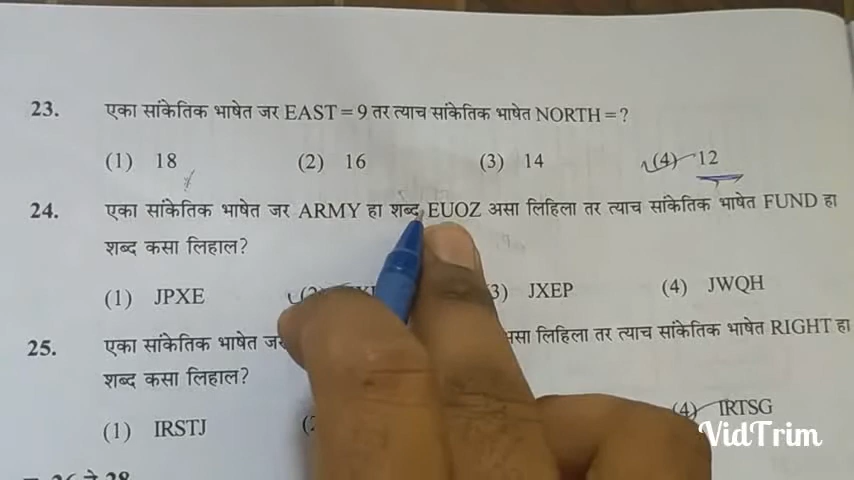 23. एका सांकेतिक भाषेत जर EAST = 9 तर त्याच सांकेतिक भाषेत NORTH = ?
(1) 18 (2) 16 (3) 14 (4) 12
24. एका सांकेतिक भाषेत जर ARMY हा शब्द EUOZ असा लिहिला तर त्याच सांकेतिक भाषेत FUND हा
शब्द कसा लिहाल?
(1) JPXE (3) JXEP (4) JWQH
25. एका सांकेतिक भाषेत असा लिहिला तर त्याच सांकेतिक भाषेत RIGHT हा
शब्द कसा लिहाल?
(1) IRSTJ (4) IRTSG
VidTrim